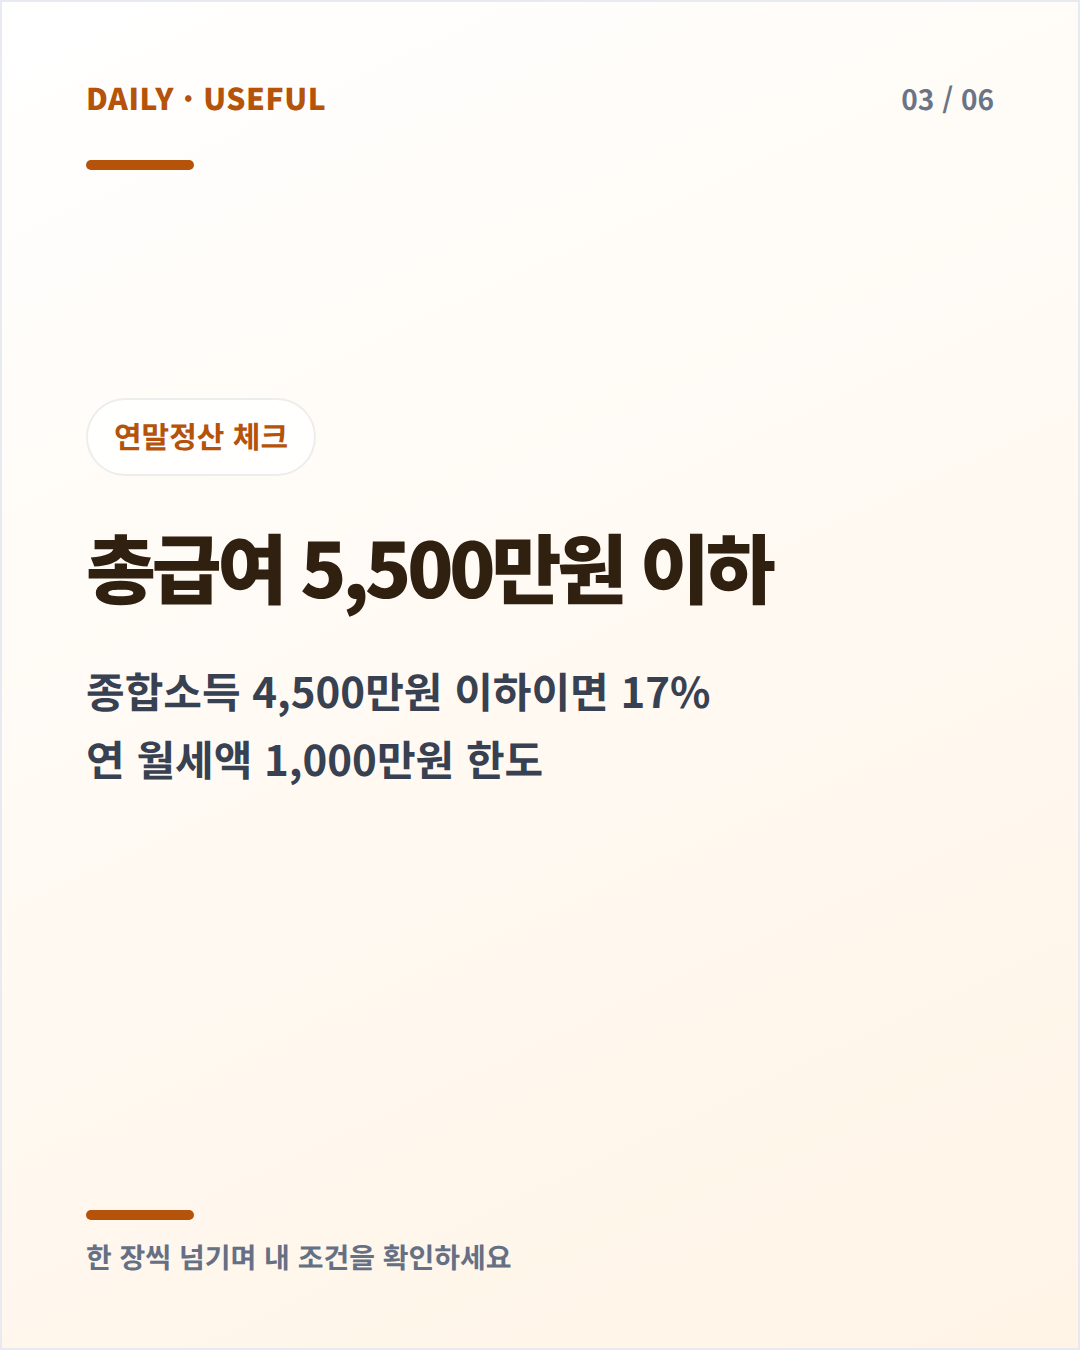 DAILY · USEFUL
03 / 06
연말정산 체크
총급여 5,500만원 이하
종합소득 4,500만원 이하이면 17%
연 월세액 1,000만원 한도
한 장씩 넘기며 내 조건을 확인하세요